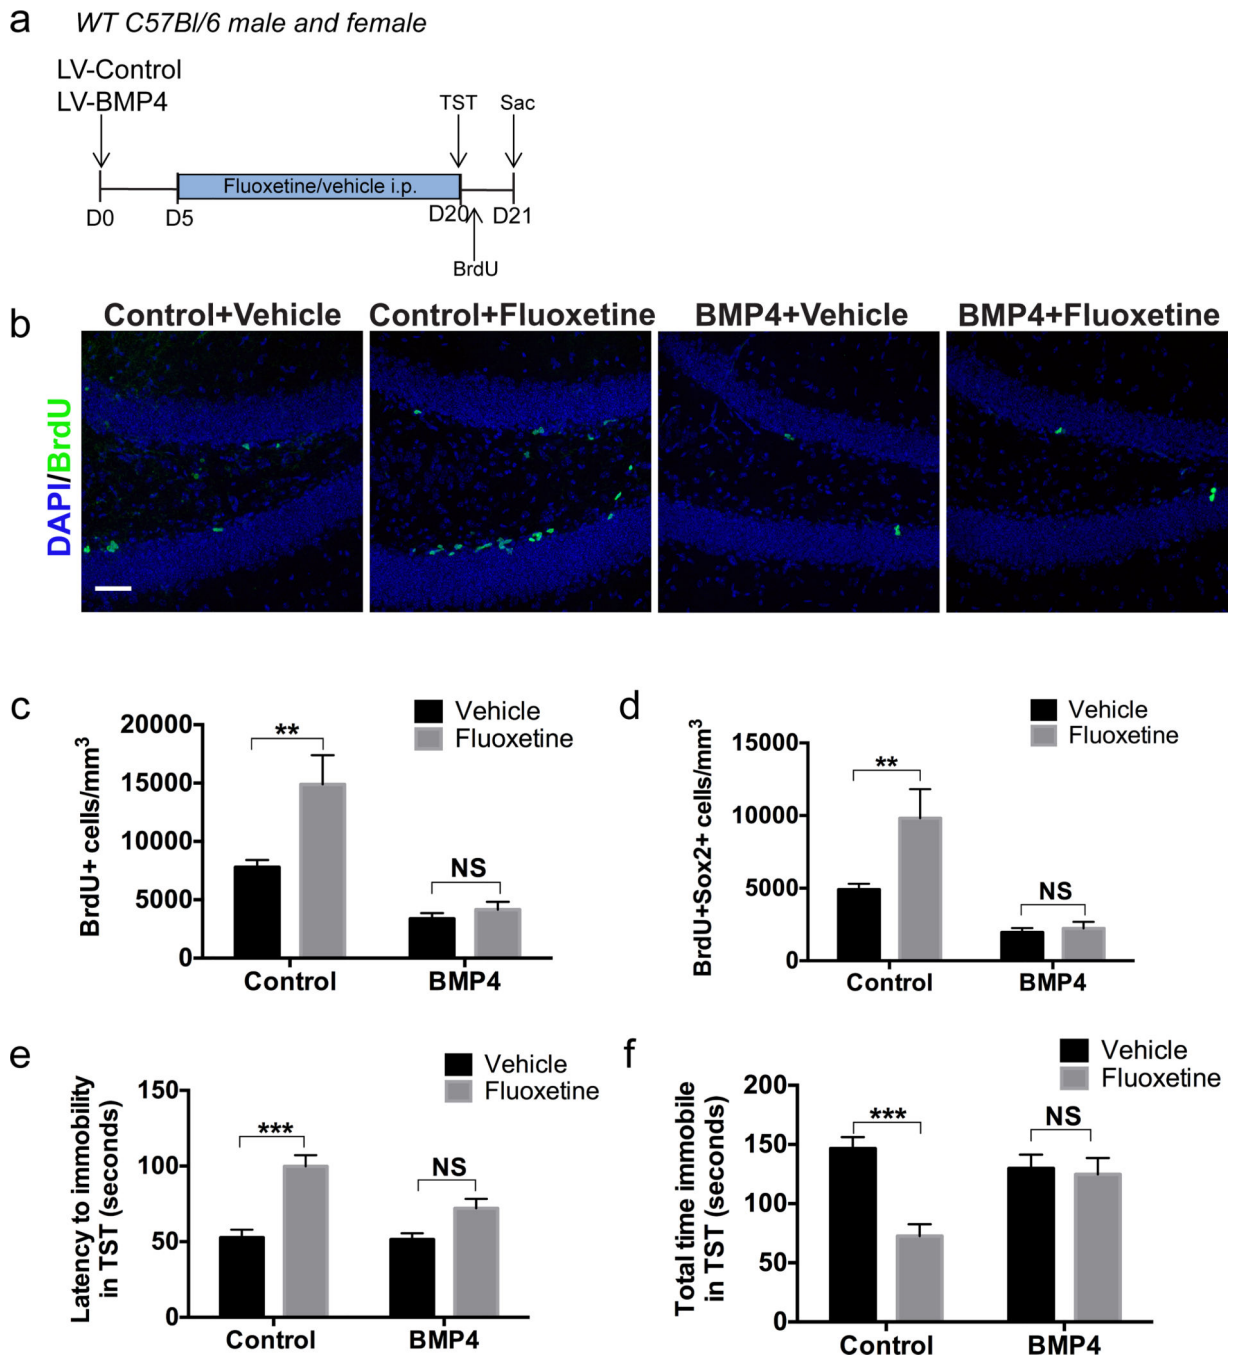 a WT C57Bl/6 male and female
LV-Control
LV-BMP4
TST Sac
Fluoxetine/vehicle i.p.
D0 D5 D20 D21
BrdU
b Control+Vehicle Control+Fluoxetine BMP4+Vehicle BMP4+Fluoxetine
DAPI/BrdU
c
Vehicle
Fluoxetine
BrdU+ cells/mm³
20000
15000
10000
5000
0
**
NS
Control BMP4
d
Vehicle
Fluoxetine
BrdU+Sox2+ cells/mm³
15000
10000
5000
0
**
NS
Control BMP4
e
Vehicle
Fluoxetine
Latency to immobility
in TST (seconds)
150
100
50
0
***
NS
Control BMP4
f
Vehicle
Fluoxetine
Total time immobile
in TST (seconds)
200
150
100
50
0
***
NS
Control BMP4